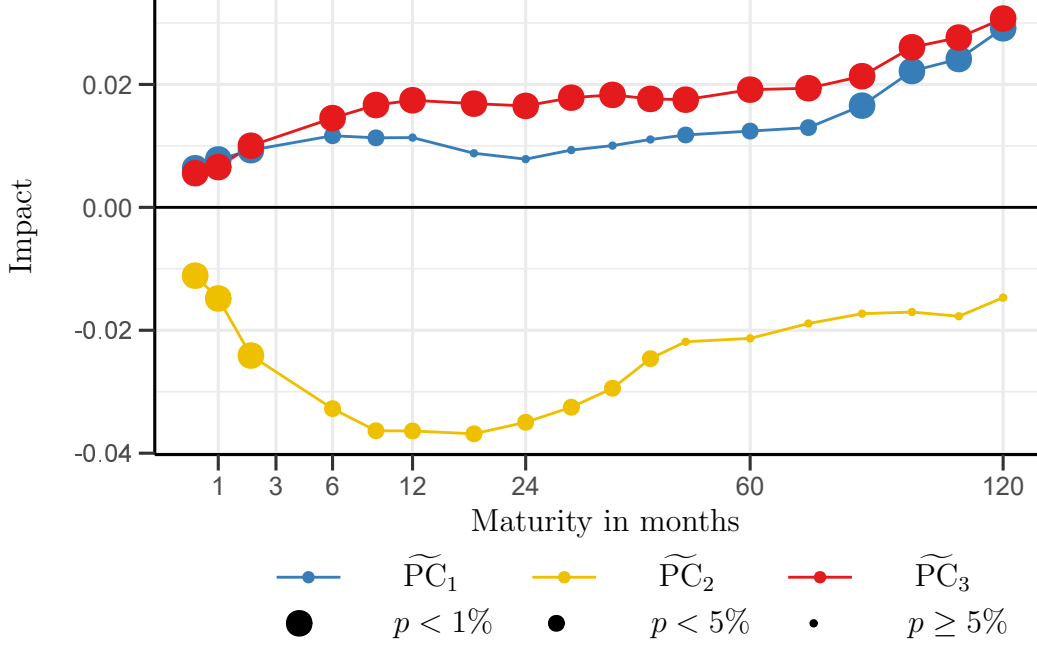 0.02
0.00
-0.02
-0.04
Impact
1 3 6 12 24 60 120
Maturity in months
P͠C₁ P͠C₂ P͠C₃
p < 1% p < 5% p ≥ 5%